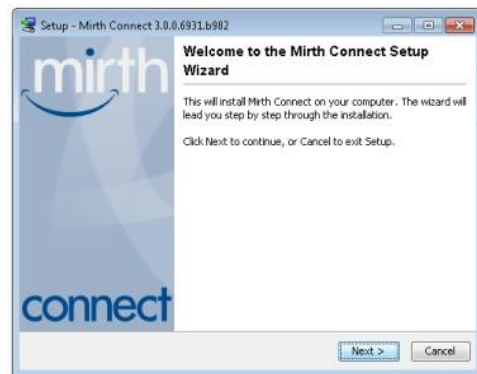 Setup - Mirth Connect 3.0.0.6931.b982
mirth
connect
Welcome to the Mirth Connect Setup
Wizard
This will install Mirth Connect on your computer. The wizard will
lead you step by step through the installation.
Click Next to continue, or Cancel to exit Setup.
Next >
Cancel